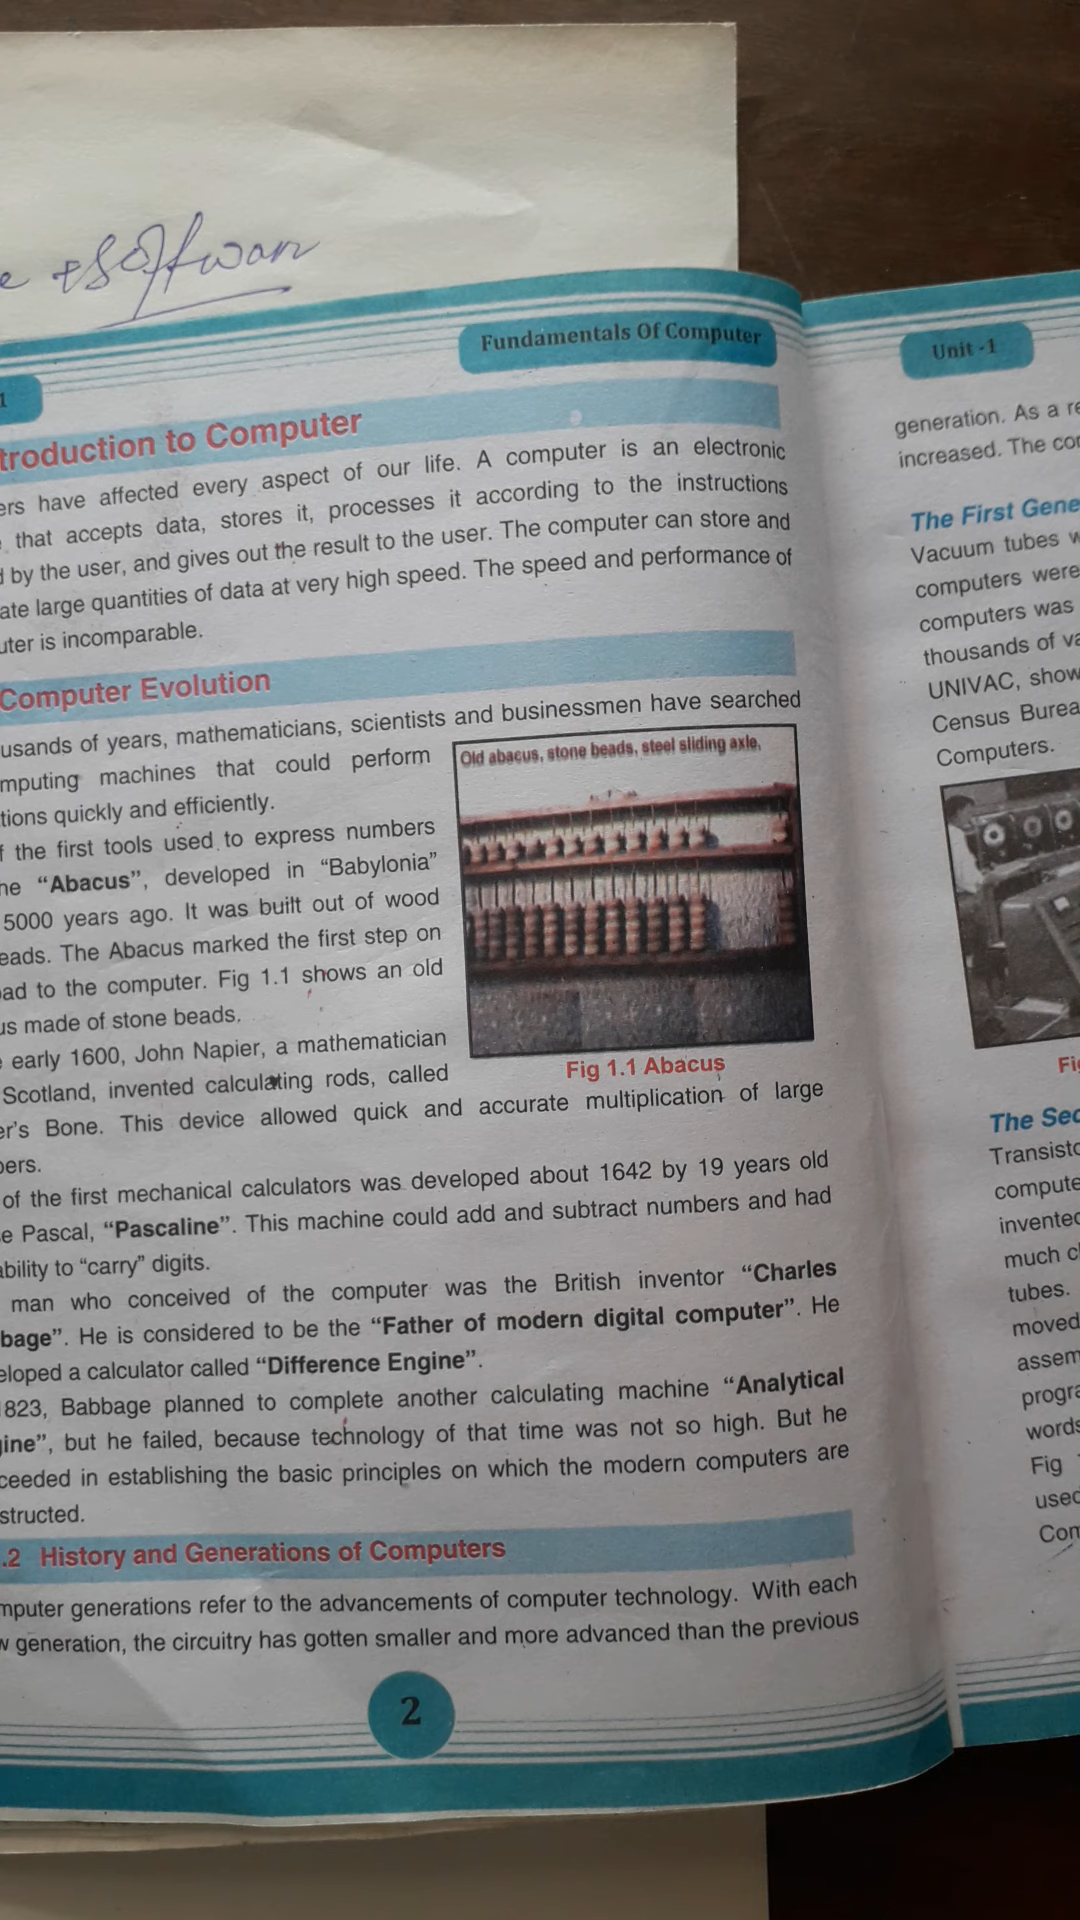 e + Softwar
Fundamentals Of Computer
1
troduction to Computer
ers have affected every aspect of our life. A computer is an electronic
that accepts data, stores it, processes it according to the instructions
d by the user, and gives out the result to the user. The computer can store and
ate large quantities of data at very high speed. The speed and performance of
uter is incomparable.
Computer Evolution
usands of years, mathematicians, scientists and businessmen have searched
mputing machines that could perform
tions quickly and efficiently.
f the first tools used to express numbers
ne “Abacus”, developed in “Babylonia”
5000 years ago. It was built out of wood
eads. The Abacus marked the first step on
oad to the computer. Fig 1.1 shows an old
us made of stone beads.
e early 1600, John Napier, a mathematician
Scotland, invented calculating rods, called
er's Bone. This device allowed quick and accurate multiplication of large
bers.
Old abacus, stone beads, steel sliding axle.
Fig 1.1 Abacus
of the first mechanical calculators was developed about 1642 by 19 years old
e Pascal, “Pascaline”. This machine could add and subtract numbers and had
ability to “carry” digits.
man who conceived of the computer was the British inventor “Charles
bage”. He is considered to be the “Father of modern digital computer”. He
eloped a calculator called “Difference Engine”.
823, Babbage planned to complete another calculating machine “Analytical
gine”, but he failed, because technology of that time was not so high. But he
ceeded in establishing the basic principles on which the modern computers are
structed.
.2 History and Generations of Computers
mputer generations refer to the advancements of computer technology. With each
w generation, the circuitry has gotten smaller and more advanced than the previous
2
Unit -1
generation. As a re
increased. The cor
The First Gene
Vacuum tubes w
computers were
computers was
thousands of va
UNIVAC, show
Census Burea
Computers.
Fig
The Sec
Transisto
compute
invented
much cl
tubes.
moved
assem
progra
words
Fig
used
Com